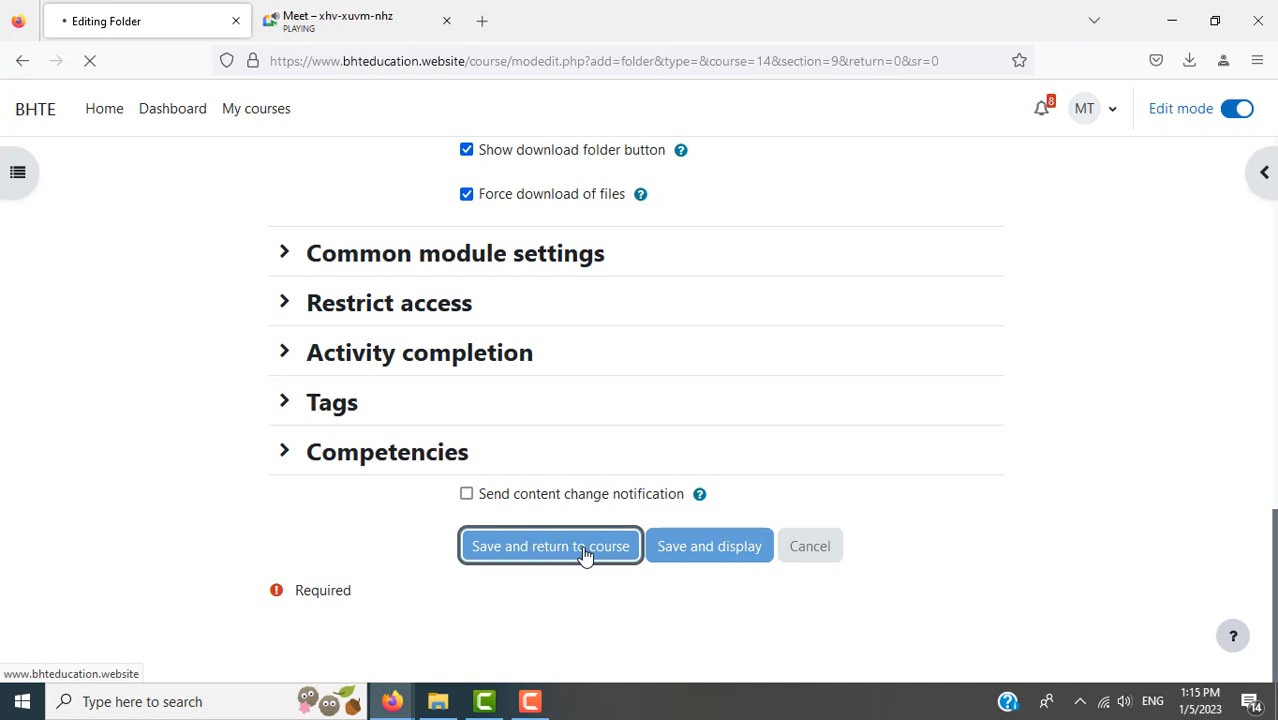 Editing Folder
Meet – xhv-xuvm-nhz
PLAYING
https://www.bhteducation.website/course/modedit.php?add=folder&type=&course=14&section=9&return=0&sr=0
BHTE
Home
Dashboard
My courses
8
MT
Edit mode
Show download folder button
Force download of files
Common module settings
Restrict access
Activity completion
Tags
Competencies
Send content change notification
Save and return to course
Save and display
Cancel
Required
?
www.bhteducation.website
Type here to search
ENG
1:15 PM
1/5/2023
14